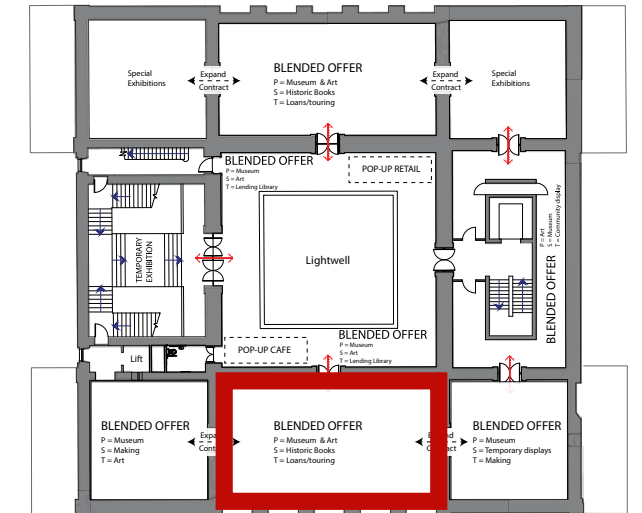 Special
Exhibitions
Expand
Contract
BLENDED OFFER
P = Museum & Art
S = Historic Books
T = Loans/touring
Expand
Contract
Special
Exhibitions
BLENDED OFFER
P = Museum
S = Art
T = Lending Library
POP-UP RETAIL
TEMPORARY
EXHIBITION
Lightwell
BLENDED OFFER
P = Art
S = Museum
T = Community display
Lift
POP-UP CAFE
BLENDED OFFER
P = Museum
S = Art
T = Lending Library
BLENDED OFFER
P = Museum
S = Making
T = Art
BLENDED OFFER
P = Museum & Art
S = Historic Books
T = Loans/touring
BLENDED OFFER
P = Museum
S = Temporary displays
T = Making